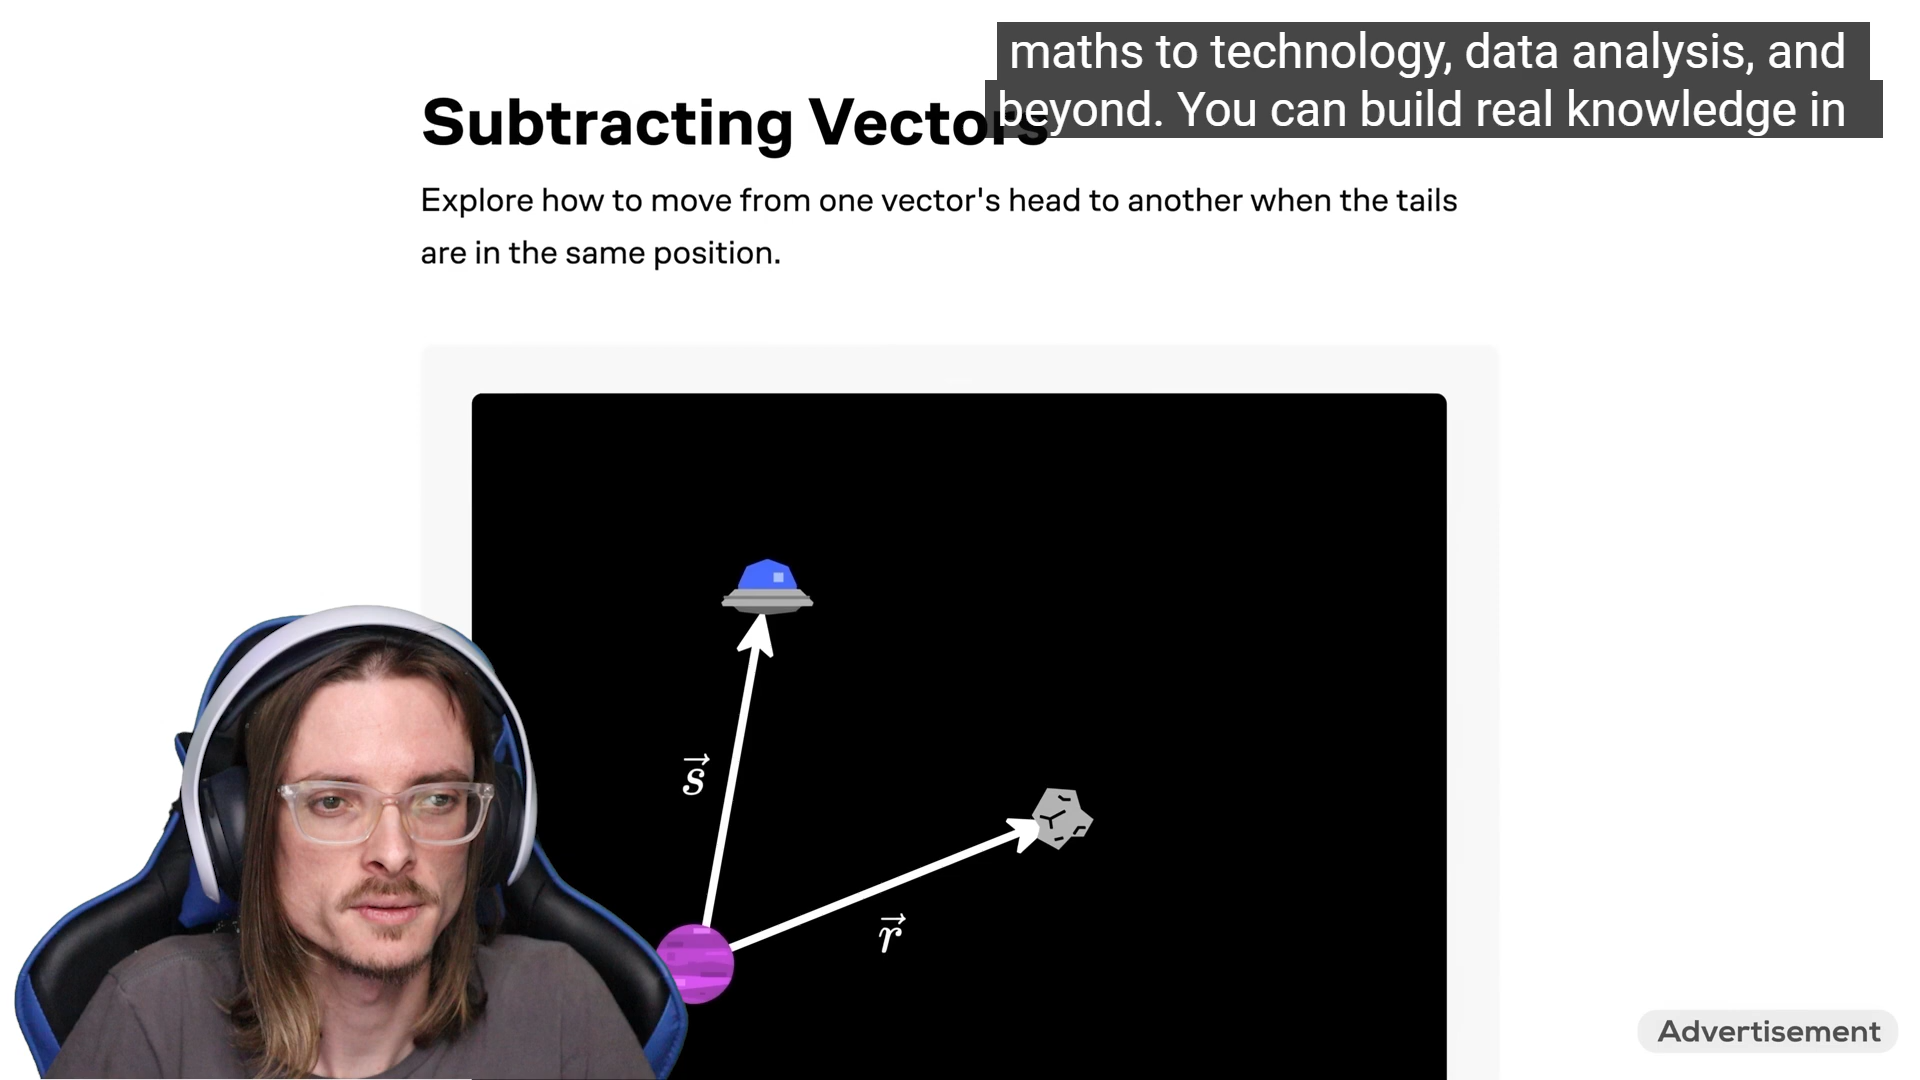 maths to technology, data analysis, and
beyond. You can build real knowledge in
Subtracting Vectors
Explore how to move from one vector's head to another when the tails
are in the same position.
s⃗
r⃗
Advertisement